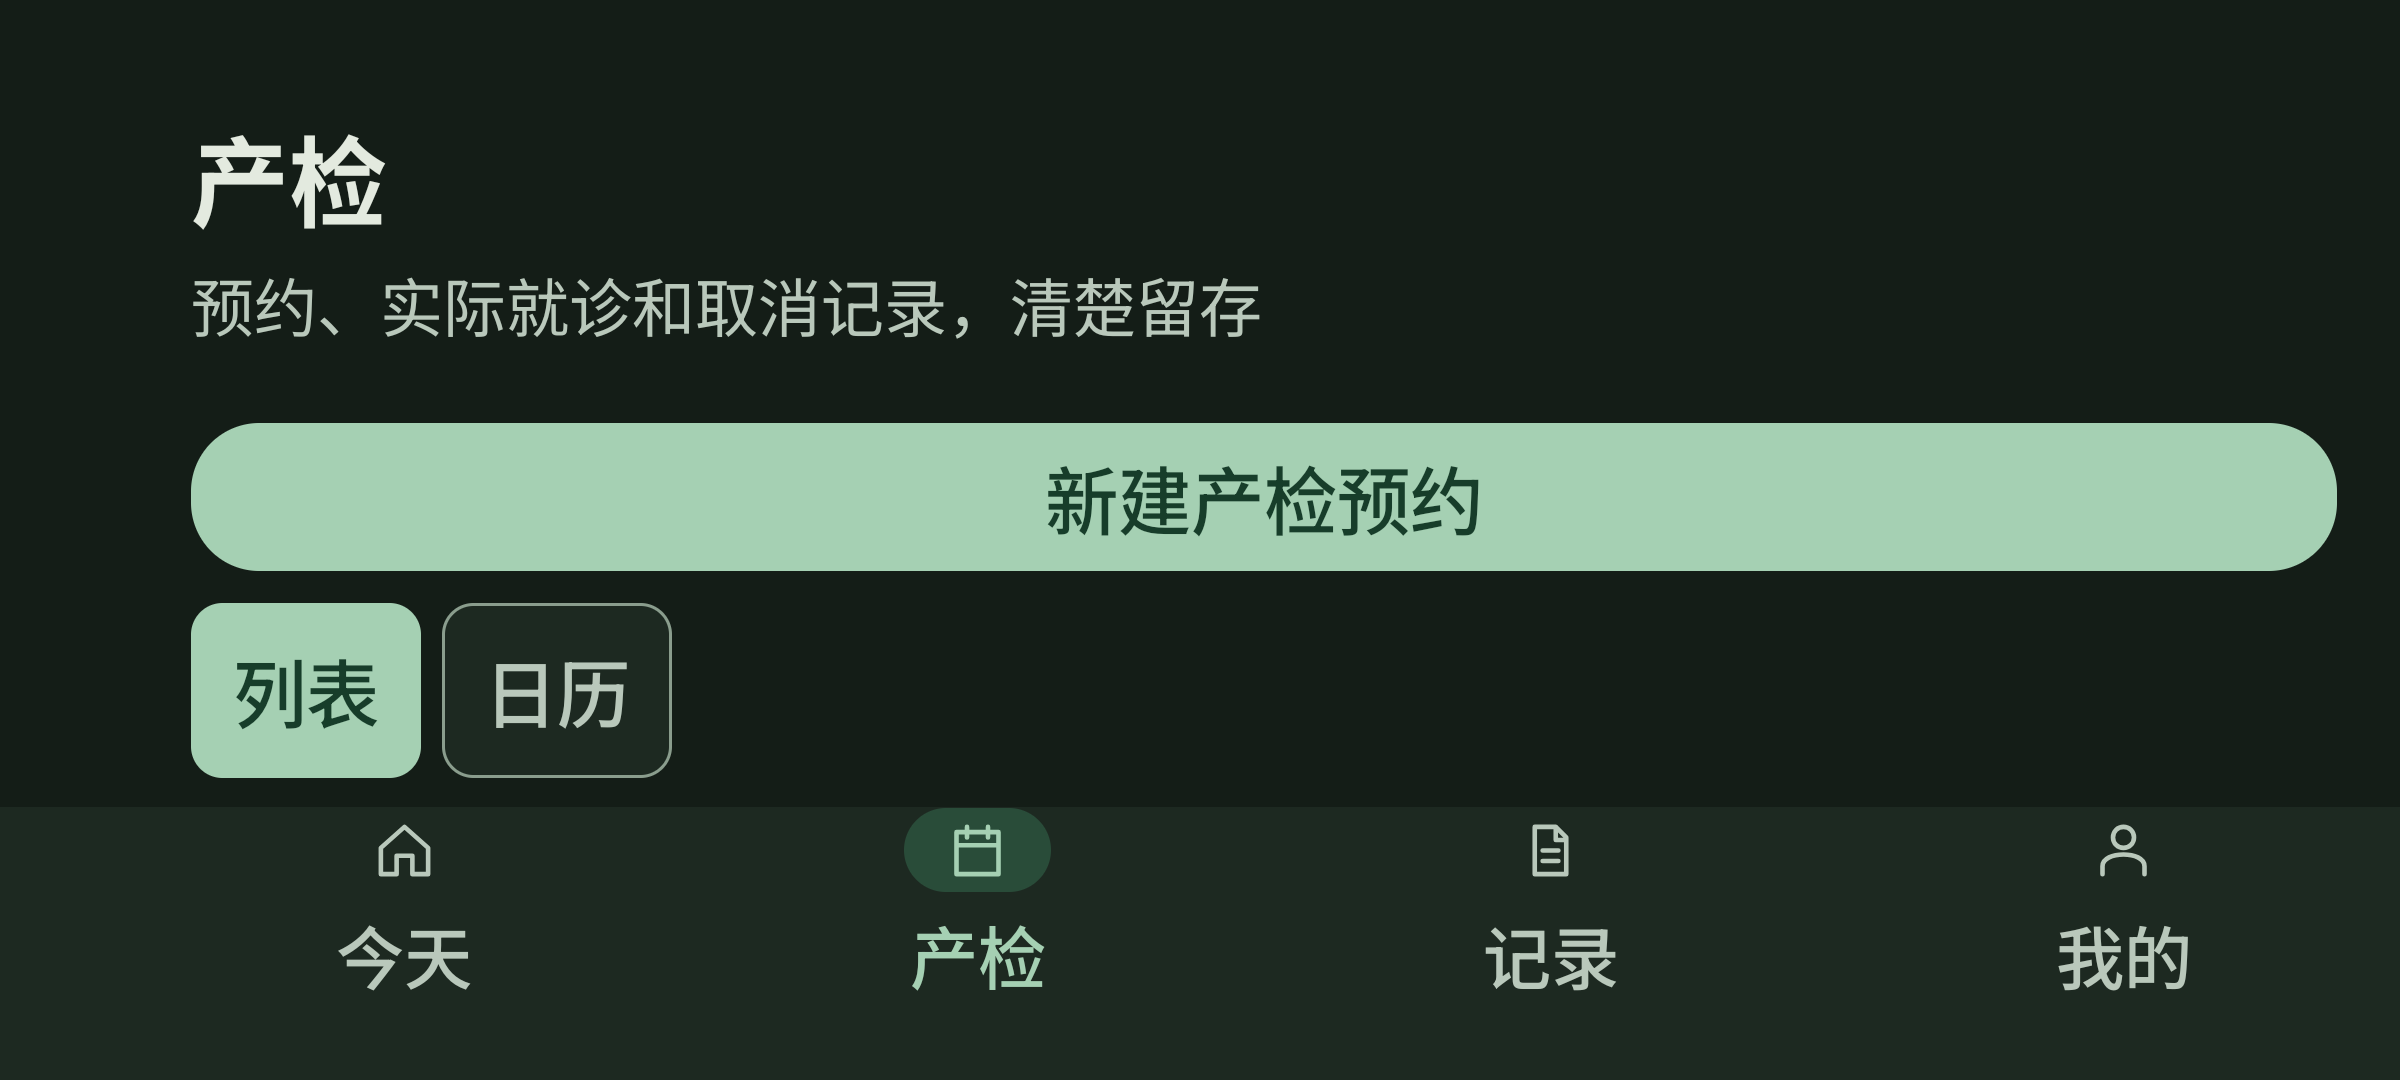 产检
预约、实际就诊和取消记录，清楚留存
新建产检预约
列表 日历
今天 产检 记录 我的